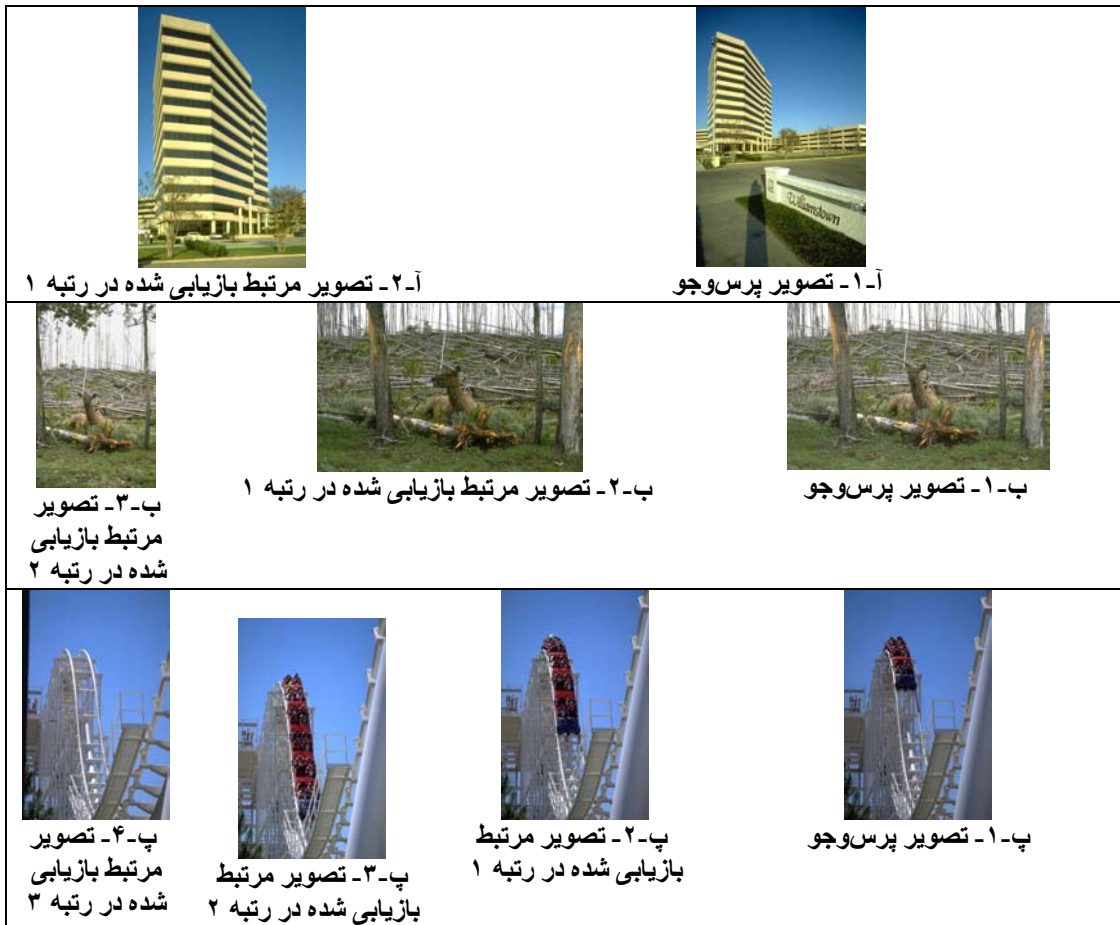 Williamstown
آ-۱- تصویر پرس‌وجو
آ-۲- تصویر مرتبط بازیابی شده در رتبه ۱
ب-۱- تصویر پرس‌وجو
ب-۲- تصویر مرتبط بازیابی شده در رتبه ۱
ب-۳- تصویر
مرتبط بازیابی
شده در رتبه ۲
پ-۱- تصویر پرس‌وجو
پ-۲- تصویر مرتبط
بازیابی شده در رتبه ۱
پ-۳- تصویر مرتبط
بازیابی شده در رتبه ۲
پ-۴- تصویر
مرتبط بازیابی
شده در رتبه ۳